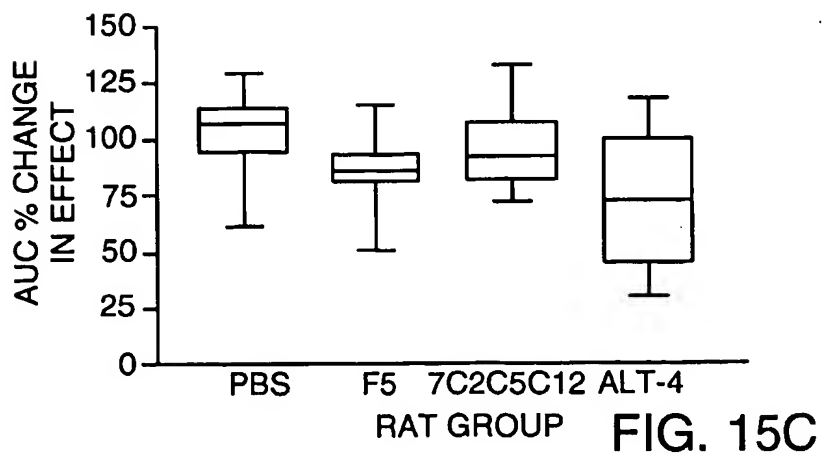 AUC % CHANGE
IN EFFECT
150
125
100
75
50
25
0
PBS F5 7C2C5C12 ALT-4
RAT GROUP
FIG. 15C